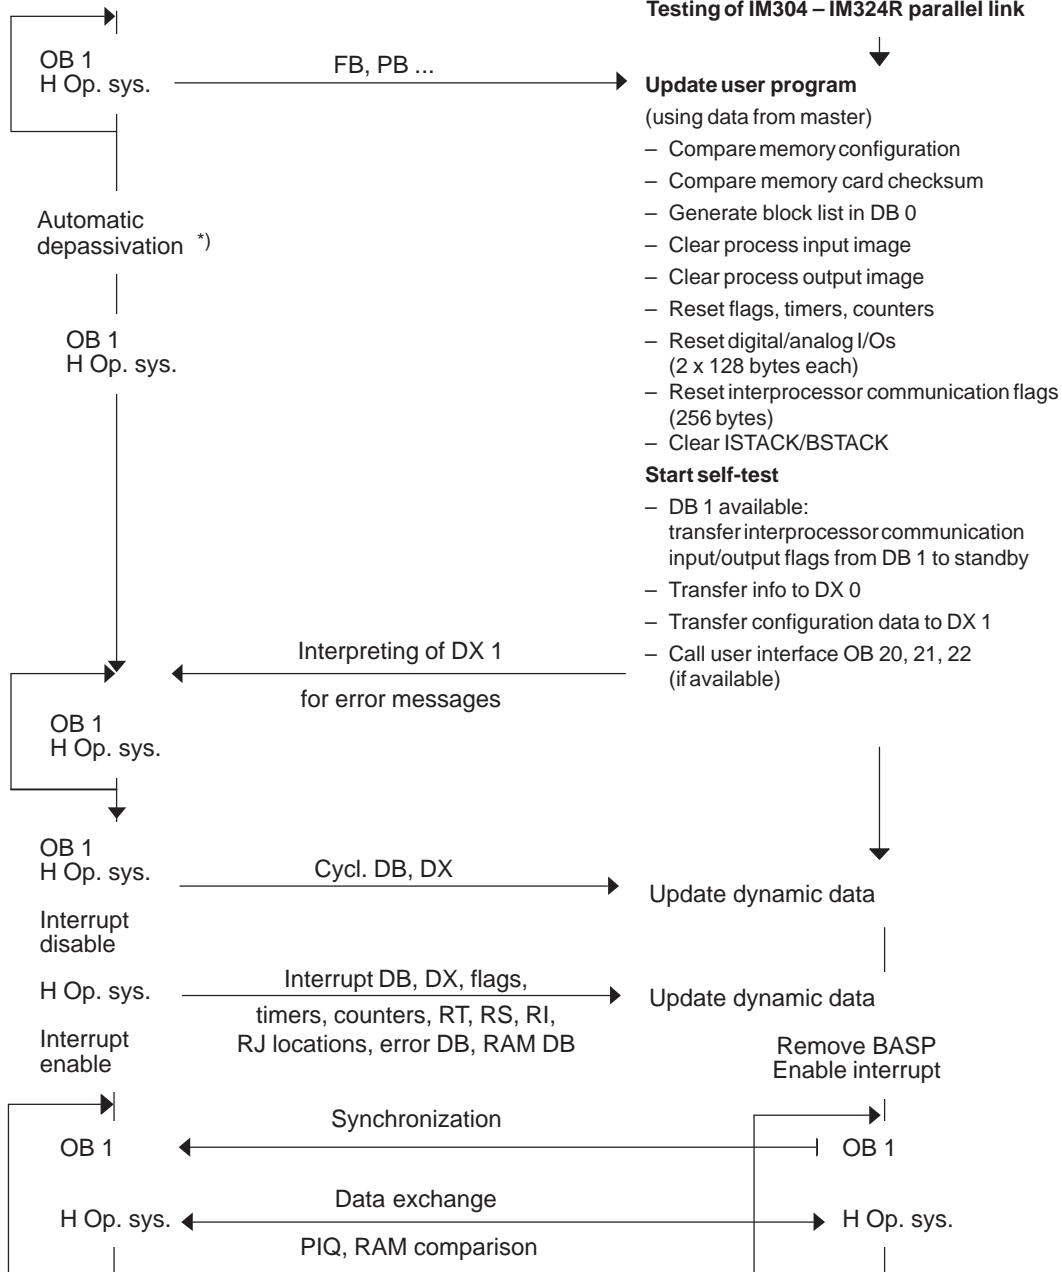 Testing of IM304 – IM324R parallel link
OB 1
H Op. sys.
FB, PB ...
Update user program
(using data from master)
– Compare memory configuration
– Compare memory card checksum
– Generate block list in DB 0
– Clear process input image
– Clear process output image
– Reset flags, timers, counters
– Reset digital/analog I/Os
(2 x 128 bytes each)
– Reset interprocessor communication flags
(256 bytes)
– Clear ISTACK/BSTACK
Automatic
depassivation *)
OB 1
H Op. sys.
Start self-test
– DB 1 available:
transfer interprocessor communication
input/output flags from DB 1 to standby
– Transfer info to DX 0
– Transfer configuration data to DX 1
– Call user interface OB 20, 21, 22
(if available)
Interpreting of DX 1
for error messages
OB 1
H Op. sys.
OB 1
H Op. sys.
Cycl. DB, DX
Update dynamic data
Interrupt
disable
H Op. sys.
Interrupt DB, DX, flags,
timers, counters, RT, RS, RI,
RJ locations, error DB, RAM DB
Update dynamic data
Interrupt
enable
Remove BASP
Enable interrupt
Synchronization
OB 1
OB 1
Data exchange
H Op. sys.
H Op. sys.
PIQ, RAM comparison